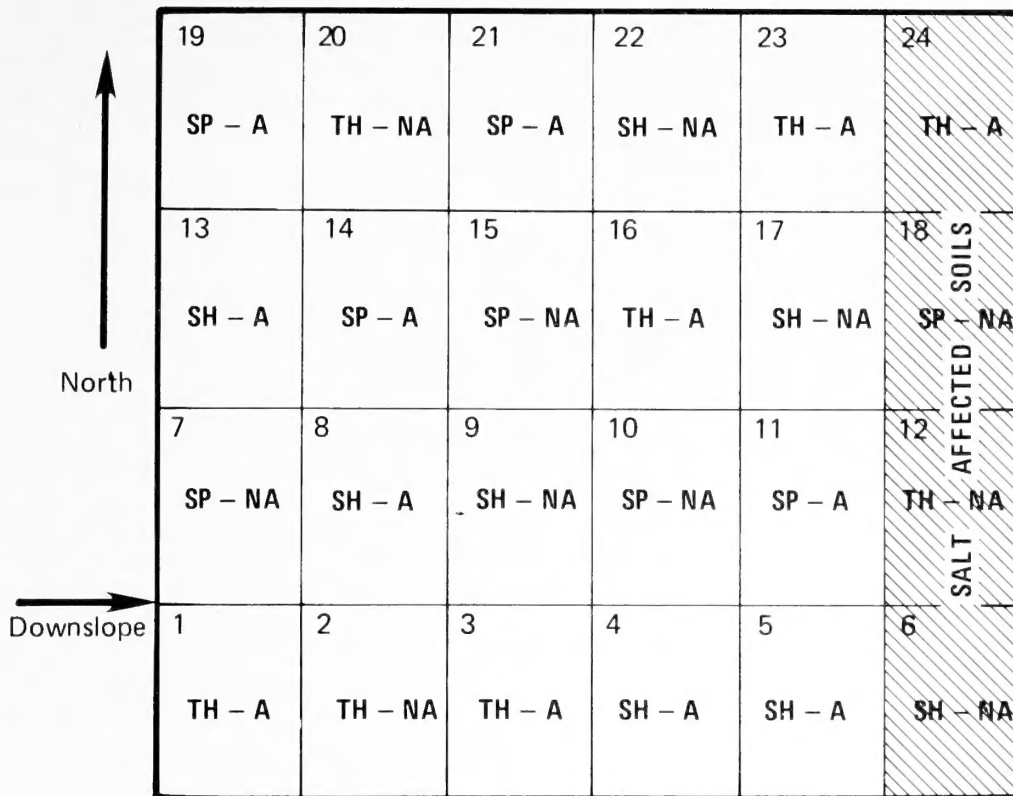 19 20 21 22 23 24
SP – A TH – NA SP – A SH – NA TH – A TH – A
13 14 15 16 17 18
SH – A SP – A SP – NA TH – A SH – NA SP – NA
North
7 8 9 10 11 12
SP – NA SH – A SH – NA SP – NA SP – A TH – NA
SALT AFFECTED SOILS
Downslope
1 2 3 4 5 6
TH – A TH – NA TH – A SH – A SH – A SH – NA